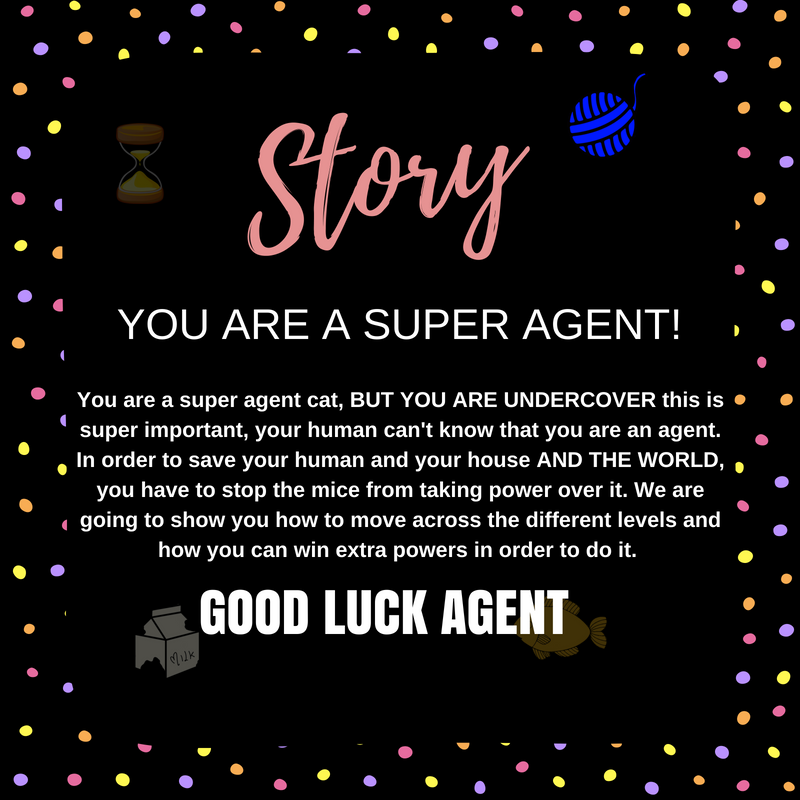 Story
YOU ARE A SUPER AGENT!
You are a super agent cat, BUT YOU ARE UNDERCOVER this is
super important, your human can't know that you are an agent.
In order to save your human and your house AND THE WORLD,
you have to stop the mice from taking power over it. We are
going to show you how to move across the different levels and
how you can win extra powers in order to do it.
GOOD LUCK AGENT
MILK